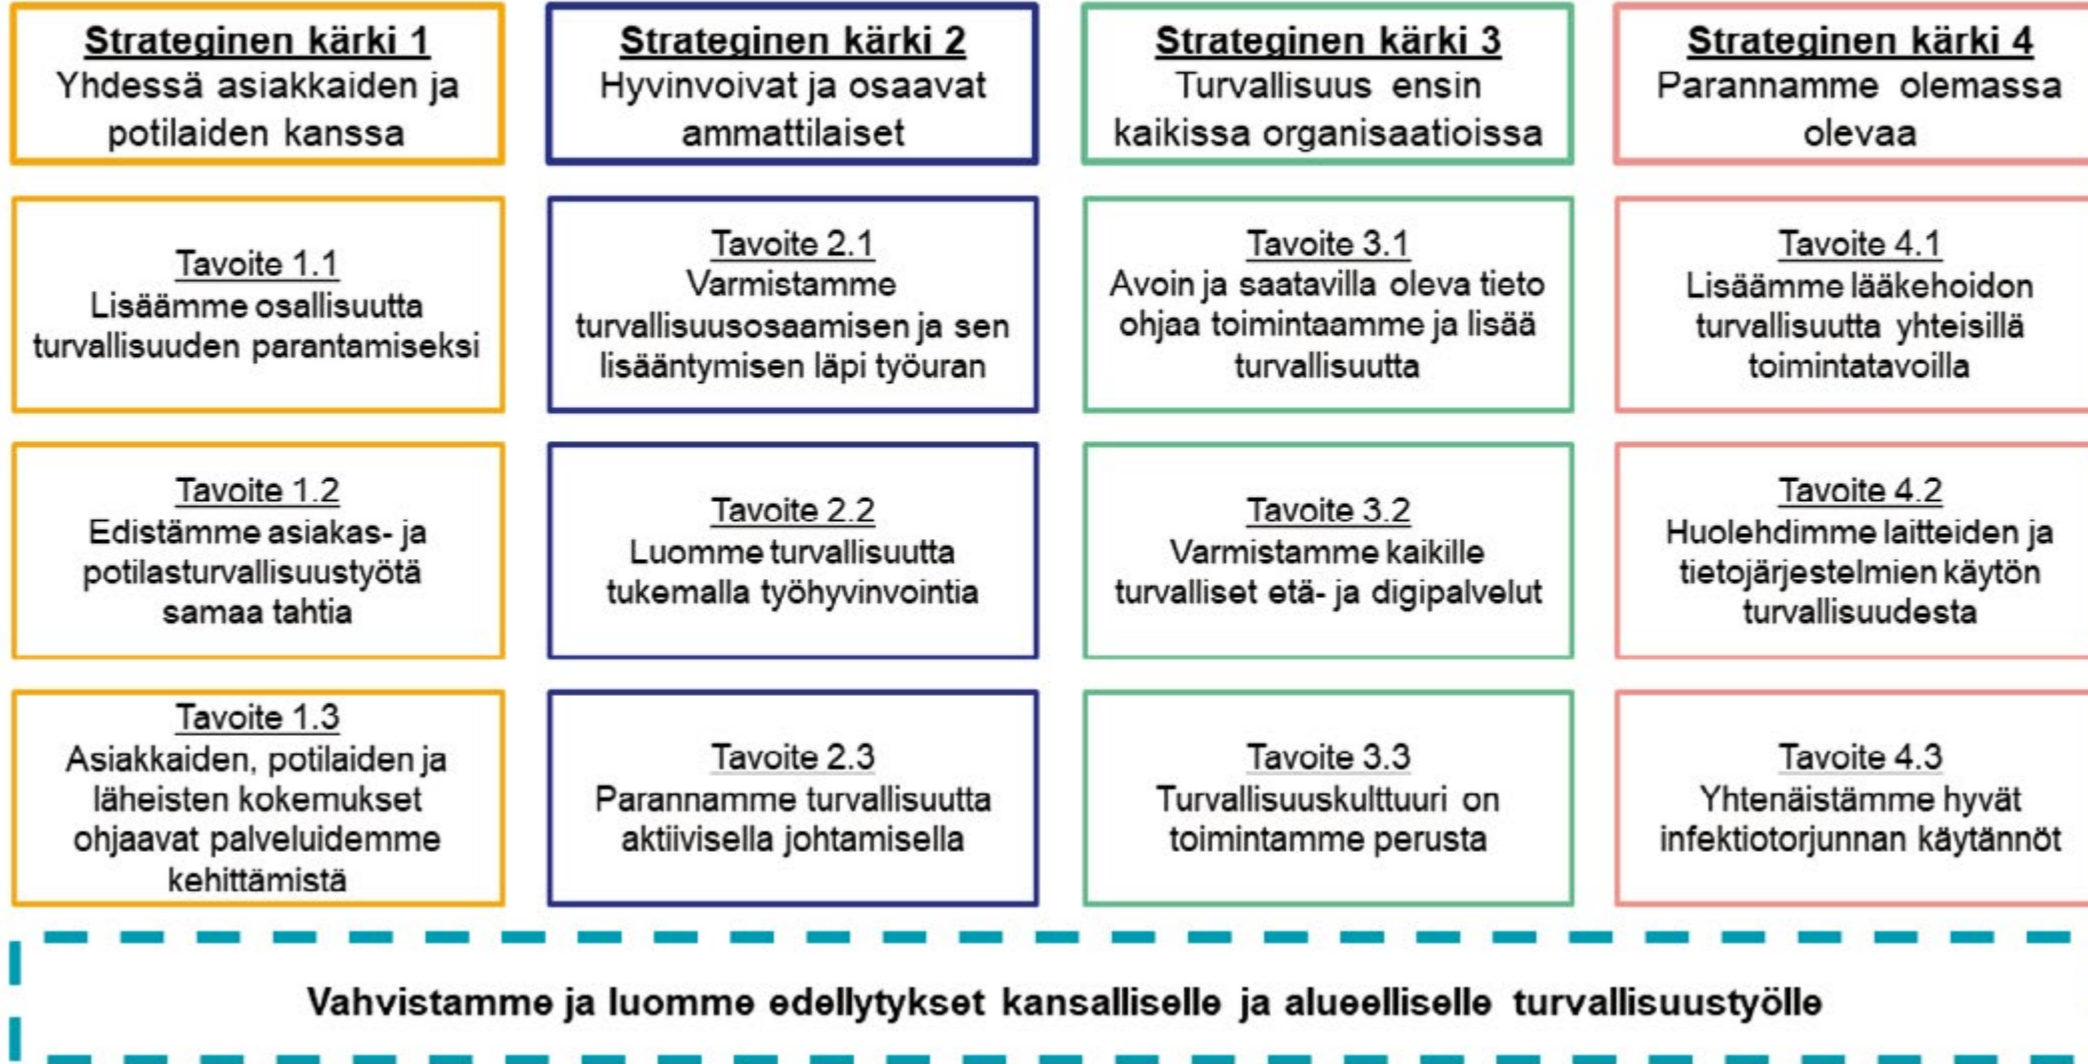 Strateginen kärki 1
Yhdessä asiakkaiden ja
potilaiden kanssa
Tavoite 1.1
Lisäämme osallisuutta
turvallisuuden parantamiseksi
Tavoite 1.2
Edistämme asiakas- ja
potilasturvallisuustyötä
samaa tahtia
Tavoite 1.3
Asiakkaiden, potilaiden ja
läheisten kokemukset
ohjaavat palveluidemme
kehittämistä
Strateginen kärki 2
Hyvinvoivat ja osaavat
ammattilaiset
Tavoite 2.1
Varmistamme
turvallisuusosaamisen ja sen
lisääntymisen läpi työuran
Tavoite 2.2
Luomme turvallisuutta
tukemalla työhyvinvointia
Tavoite 2.3
Parannamme turvallisuutta
aktiivisella johtamisella
Strateginen kärki 3
Turvallisuus ensin
kaikissa organisaatioissa
Tavoite 3.1
Avoin ja saatavilla oleva tieto
ohjaa toimintaamme ja lisää
turvallisuutta
Tavoite 3.2
Varmistamme kaikille
turvalliset etä- ja digipalvelut
Tavoite 3.3
Turvallisuuskulttuuri on
toimintamme perusta
Strateginen kärki 4
Parannamme olemassa
olevaa
Tavoite 4.1
Lisäämme lääkehoidon
turvallisuutta yhteisillä
toimintatavoilla
Tavoite 4.2
Huolehdimme laitteiden ja
tietojärjestelmien käytön
turvallisuudesta
Tavoite 4.3
Yhtenäistämme hyvät
infektiotorjunnan käytännöt
Vahvistamme ja luomme edellytykset kansalliselle ja alueelliselle turvallisuustyölle